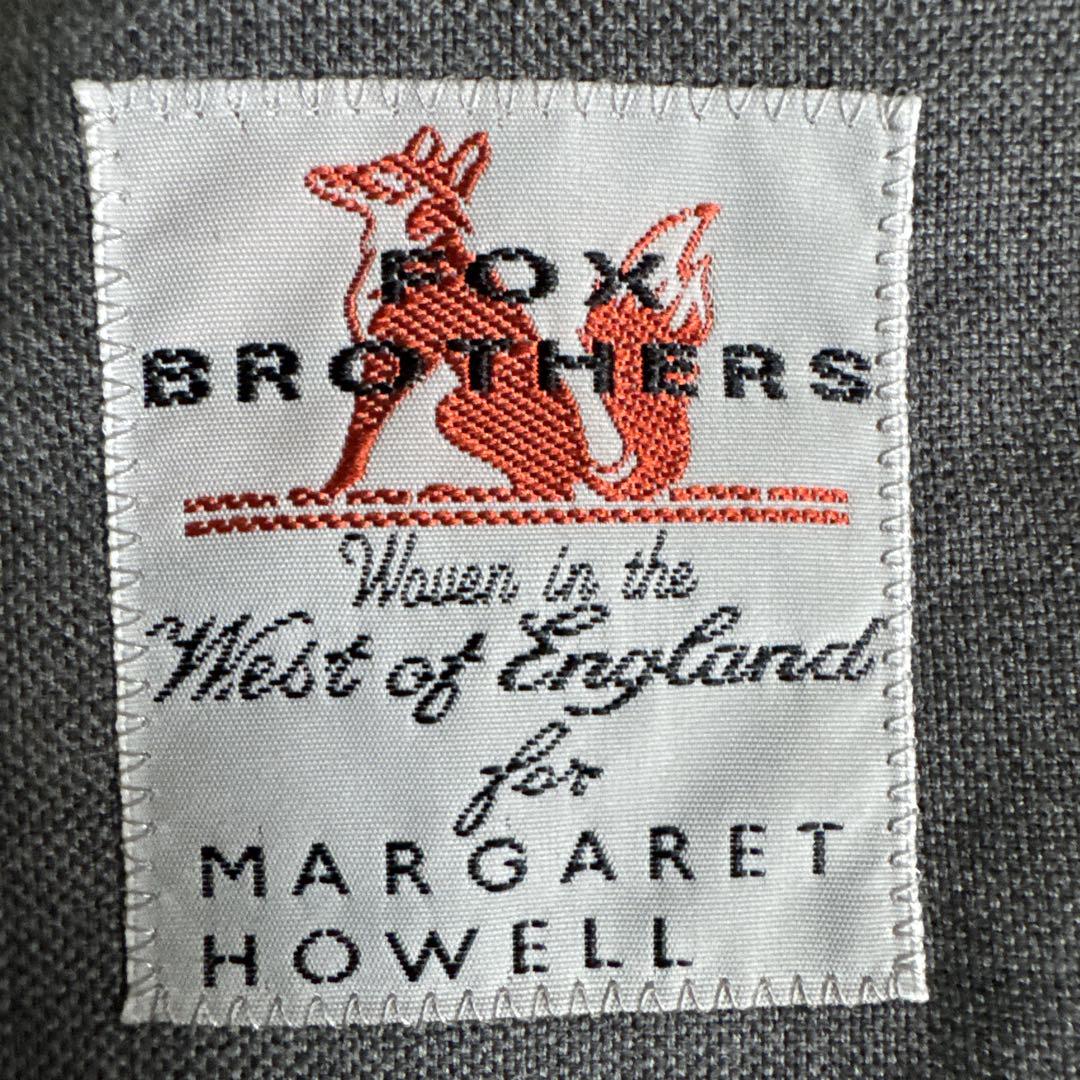 FOX
BROTHERS
Woven in the
West of England
for
MARGARET
HOWELL